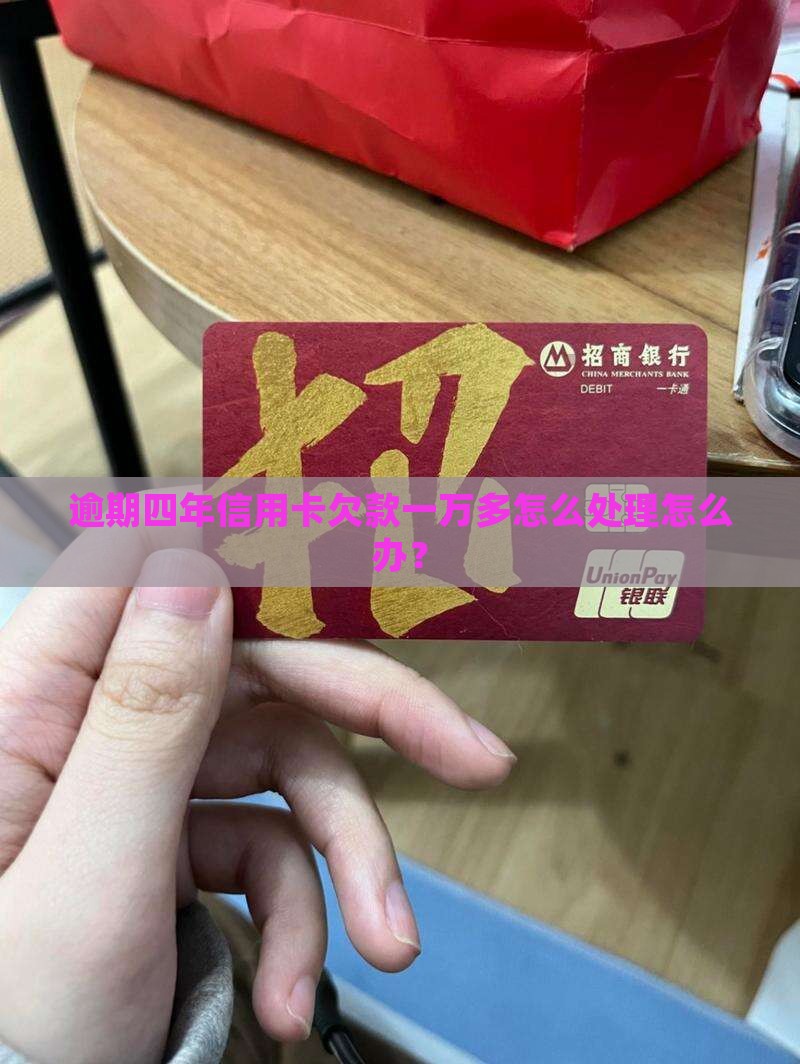 招
招商银行
CHINA MERCHANTS BANK
DEBIT 一卡通
逾期四年信用卡欠款一万多怎么处理怎么
办？
UnionPay
银联